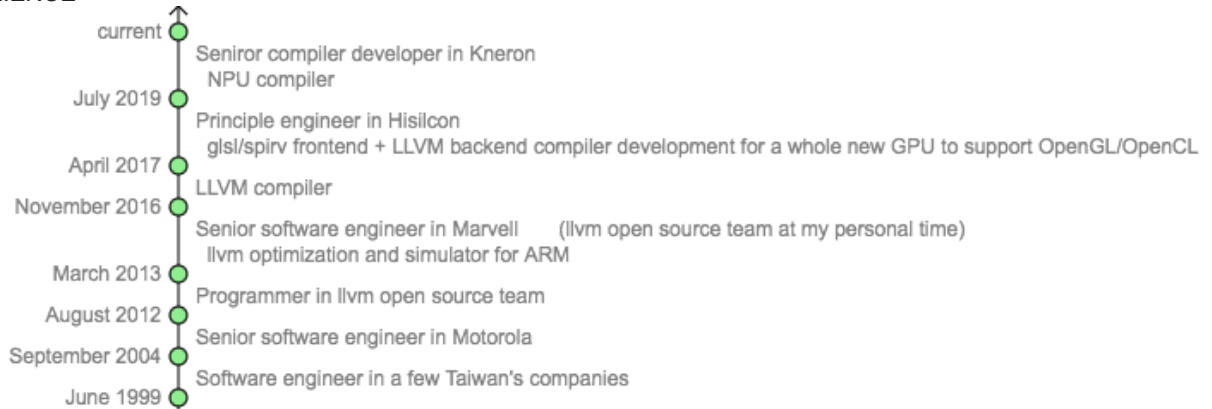 current
Seniror compiler developer in Kneron
NPU compiler
July 2019
Principle engineer in Hisilcon
glsl/spirv frontend + LLVM backend compiler development for a whole new GPU to support OpenGL/OpenCL
April 2017
LLVM compiler
November 2016
Senior software engineer in Marvell (llvm open source team at my personal time)
llvm optimization and simulator for ARM
March 2013
Programmer in llvm open source team
August 2012
Senior software engineer in Motorola
September 2004
Software engineer in a few Taiwan's companies
June 1999